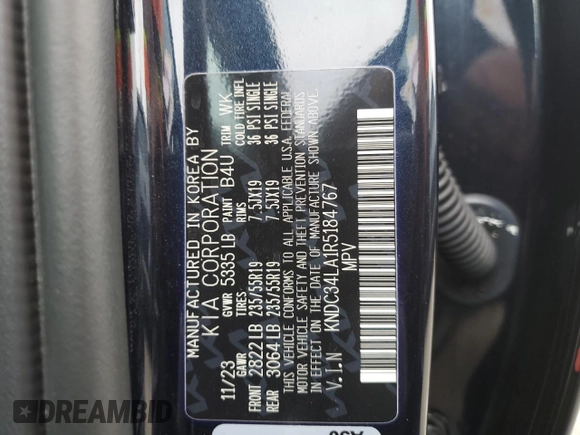 MANUFACTURED IN KOREA BY
KIA CORPORATION
11/23 GVWR 5385 LB PAINT B4U TRIM WK
GAWR TIRES RIMS COLD TIRE INFL
FRONT 2822 LB 235/55R19 7.5JX19 36 PSI SINGLE
REAR 3064 LB 235/55R19 7.5JX19 36 PSI SINGLE
THIS VEHICLE CONFORMS TO ALL APPLICABLE U.S.A. FEDERAL
MOTOR VEHICLE SAFETY AND THEFT PREVENTION STANDARDS
IN EFFECT ON THE DATE OF MANUFACTURE SHOWN ABOVE.
V.I.N KNDC34LA1R5184767
MPV
DREAMBID